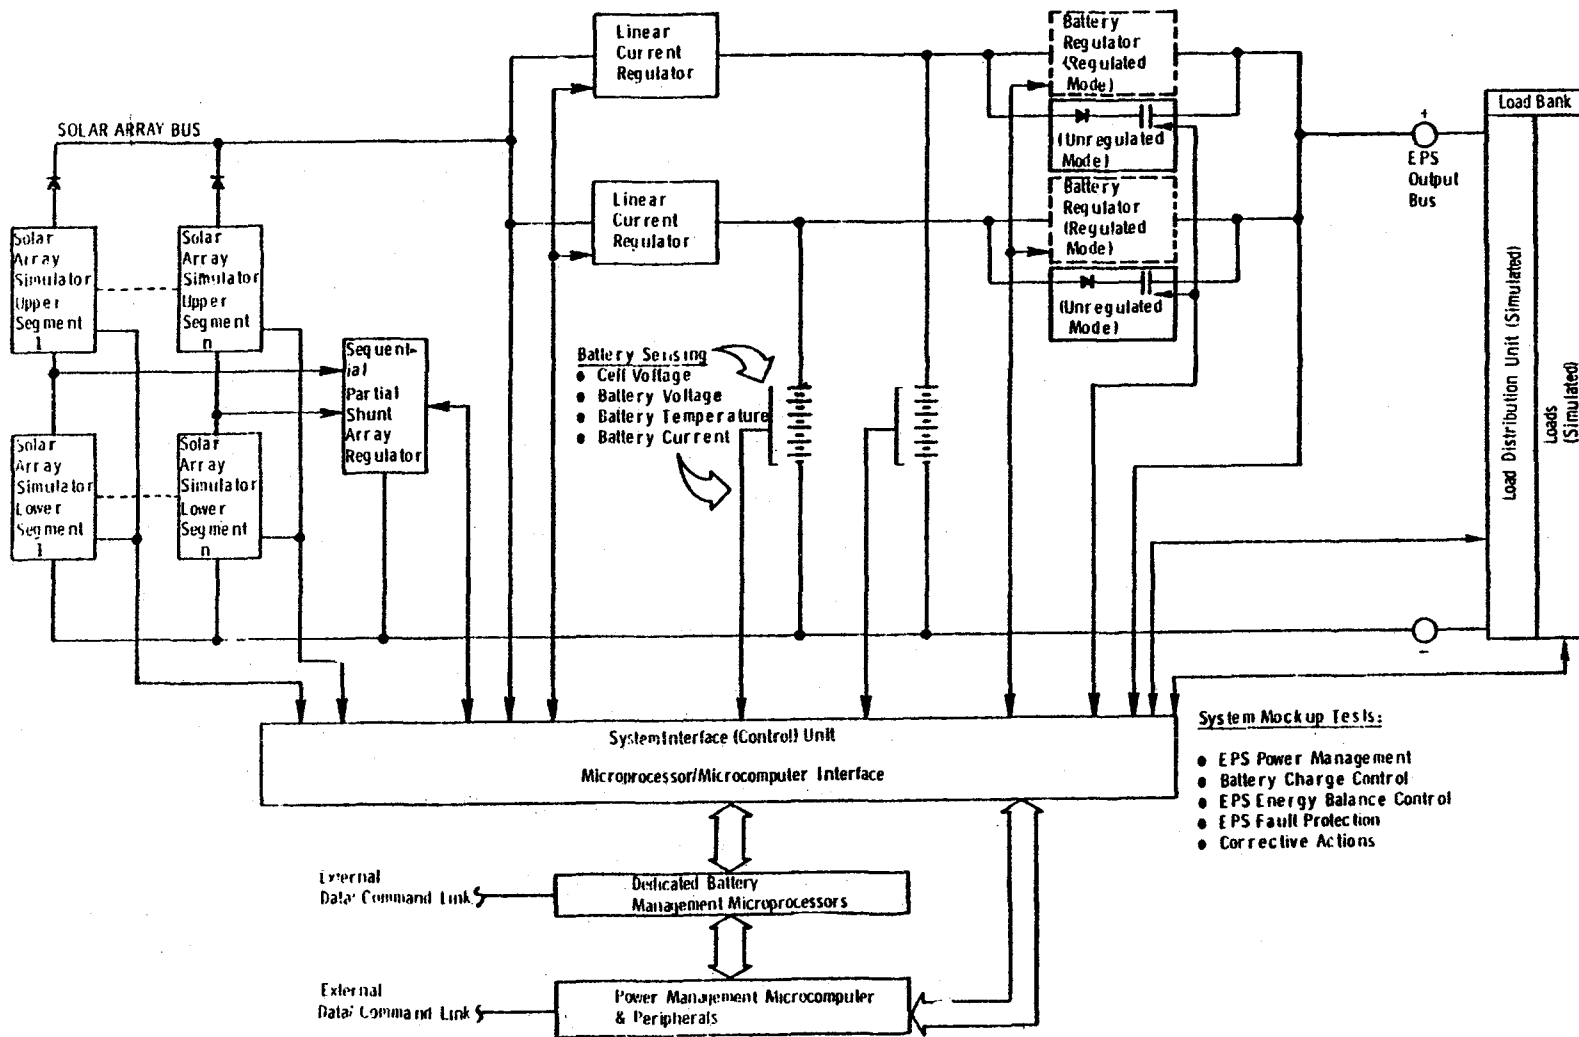 Linear
Current
Regulator
Battery
Regulator
(Regulated
Mode)
(Unregulated
Mode)
Load Bank
SOLAR ARRAY BUS
+
EPS
Output
Bus
Linear
Current
Regulator
Battery
Regulator
(Regulated
Mode)
(Unregulated
Mode)
Solar
Array
Simulator
Upper
Segment
1
Solar
Array
Simulator
Upper
Segment
n
Sequent-
ial
Partial
Shunt
Array
Regulator
Battery Sensing
● Cell Voltage
● Battery Voltage
● Battery Temperature
● Battery Current
Load Distribution Unit (Simulated)
Loads
(Simulated)
Solar
Array
Simulator
Lower
Segment
1
Solar
Array
Simulator
Lower
Segment
n
-
System Interface (Control) Unit
Microprocessor/Microcomputer Interface
System Mockup Tests:
● EPS Power Management
● Battery Charge Control
● EPS Energy Balance Control
● EPS Fault Protection
● Corrective Actions
External
Data/Command Link
Dedicated Battery
Management Microprocessors
External
Data/Command Link
Power Management Microcomputer
& Peripherals